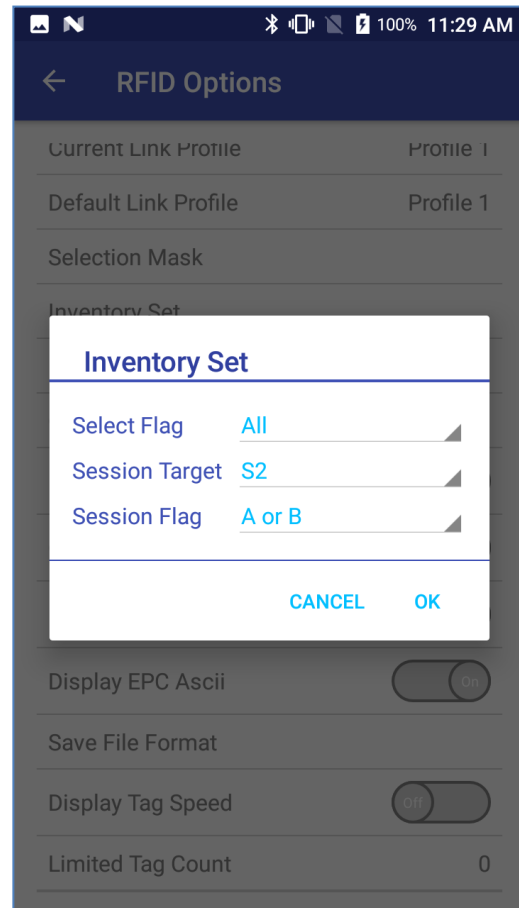 100% 11:29 AM
RFID Options
Current Link Profile Profile 1
Default Link Profile Profile 1
Selection Mask
Inventory Set
Inventory Set
Select Flag All
Session Target S2
Session Flag A or B
CANCEL OK
Display EPC Ascii On
Save File Format
Display Tag Speed Off
Limited Tag Count 0